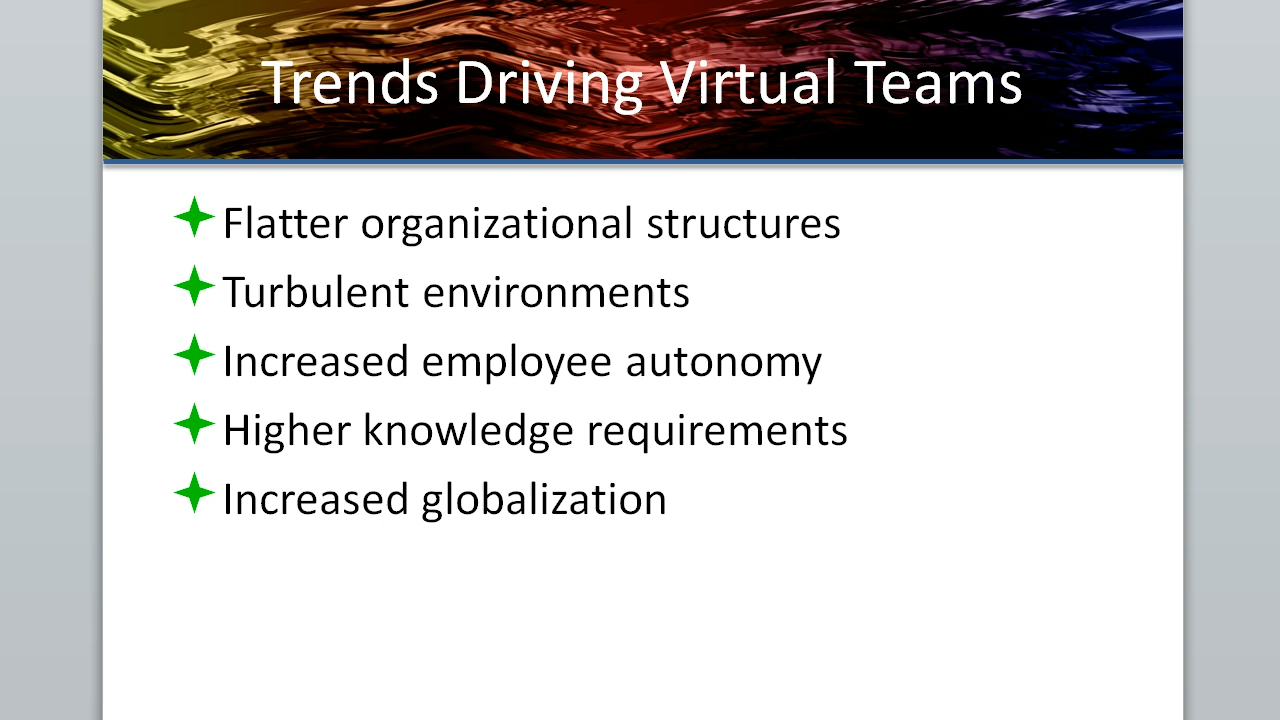 Trends Driving Virtual Teams
Flatter organizational structures
Turbulent environments
Increased employee autonomy
Higher knowledge requirements
Increased globalization